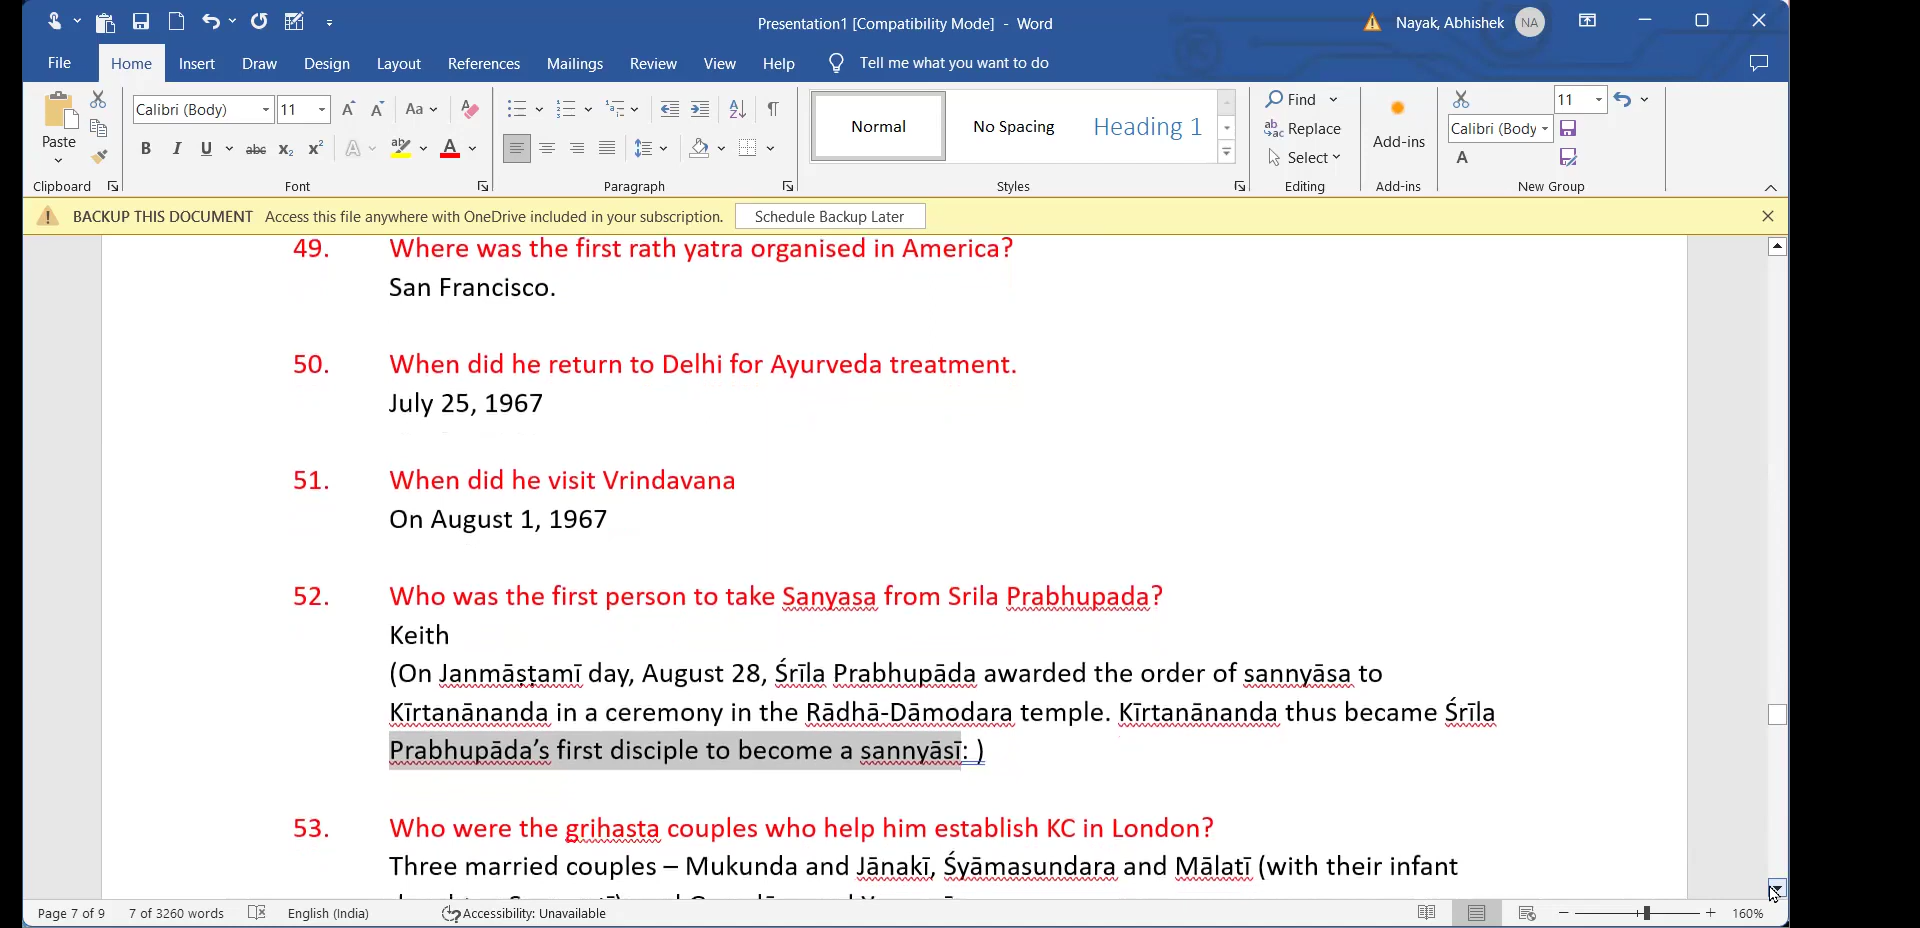 Presentation1 [Compatibility Mode] - Word
Nayak, Abhishek NA
File Home Insert Draw Design Layout References Mailings Review View Help Tell me what you want to do
Calibri (Body) 11 Aa
Paste
B I U abc x₂ x² A ab A
Normal No Spacing Heading 1
Find
Replace
Select
Add-ins
11
Calibri (Body
A
Clipboard Font Paragraph Styles Editing Add-ins New Group
BACKUP THIS DOCUMENT Access this file anywhere with OneDrive included in your subscription. Schedule Backup Later
49. Where was the first rath yatra organised in America?
San Francisco.
50. When did he return to Delhi for Ayurveda treatment.
July 25, 1967
51. When did he visit Vrindavana
On August 1, 1967
52. Who was the first person to take Sanyasa from Srila Prabhupada?
Keith
(On Janmāṣṭamī day, August 28, Śrīla Prabhupāda awarded the order of sannyāsa to
Kīrtanānanda in a ceremony in the Rādhā-Dāmodara temple. Kīrtanānanda thus became Śrīla
Prabhupāda’s first disciple to become a sannyāsī: )
53. Who were the grihasta couples who help him establish KC in London?
Three married couples – Mukunda and Jānakī, Śyāmasundara and Mālatī (with their infant
Page 7 of 9 7 of 3260 words English (India) Accessibility: Unavailable 160%